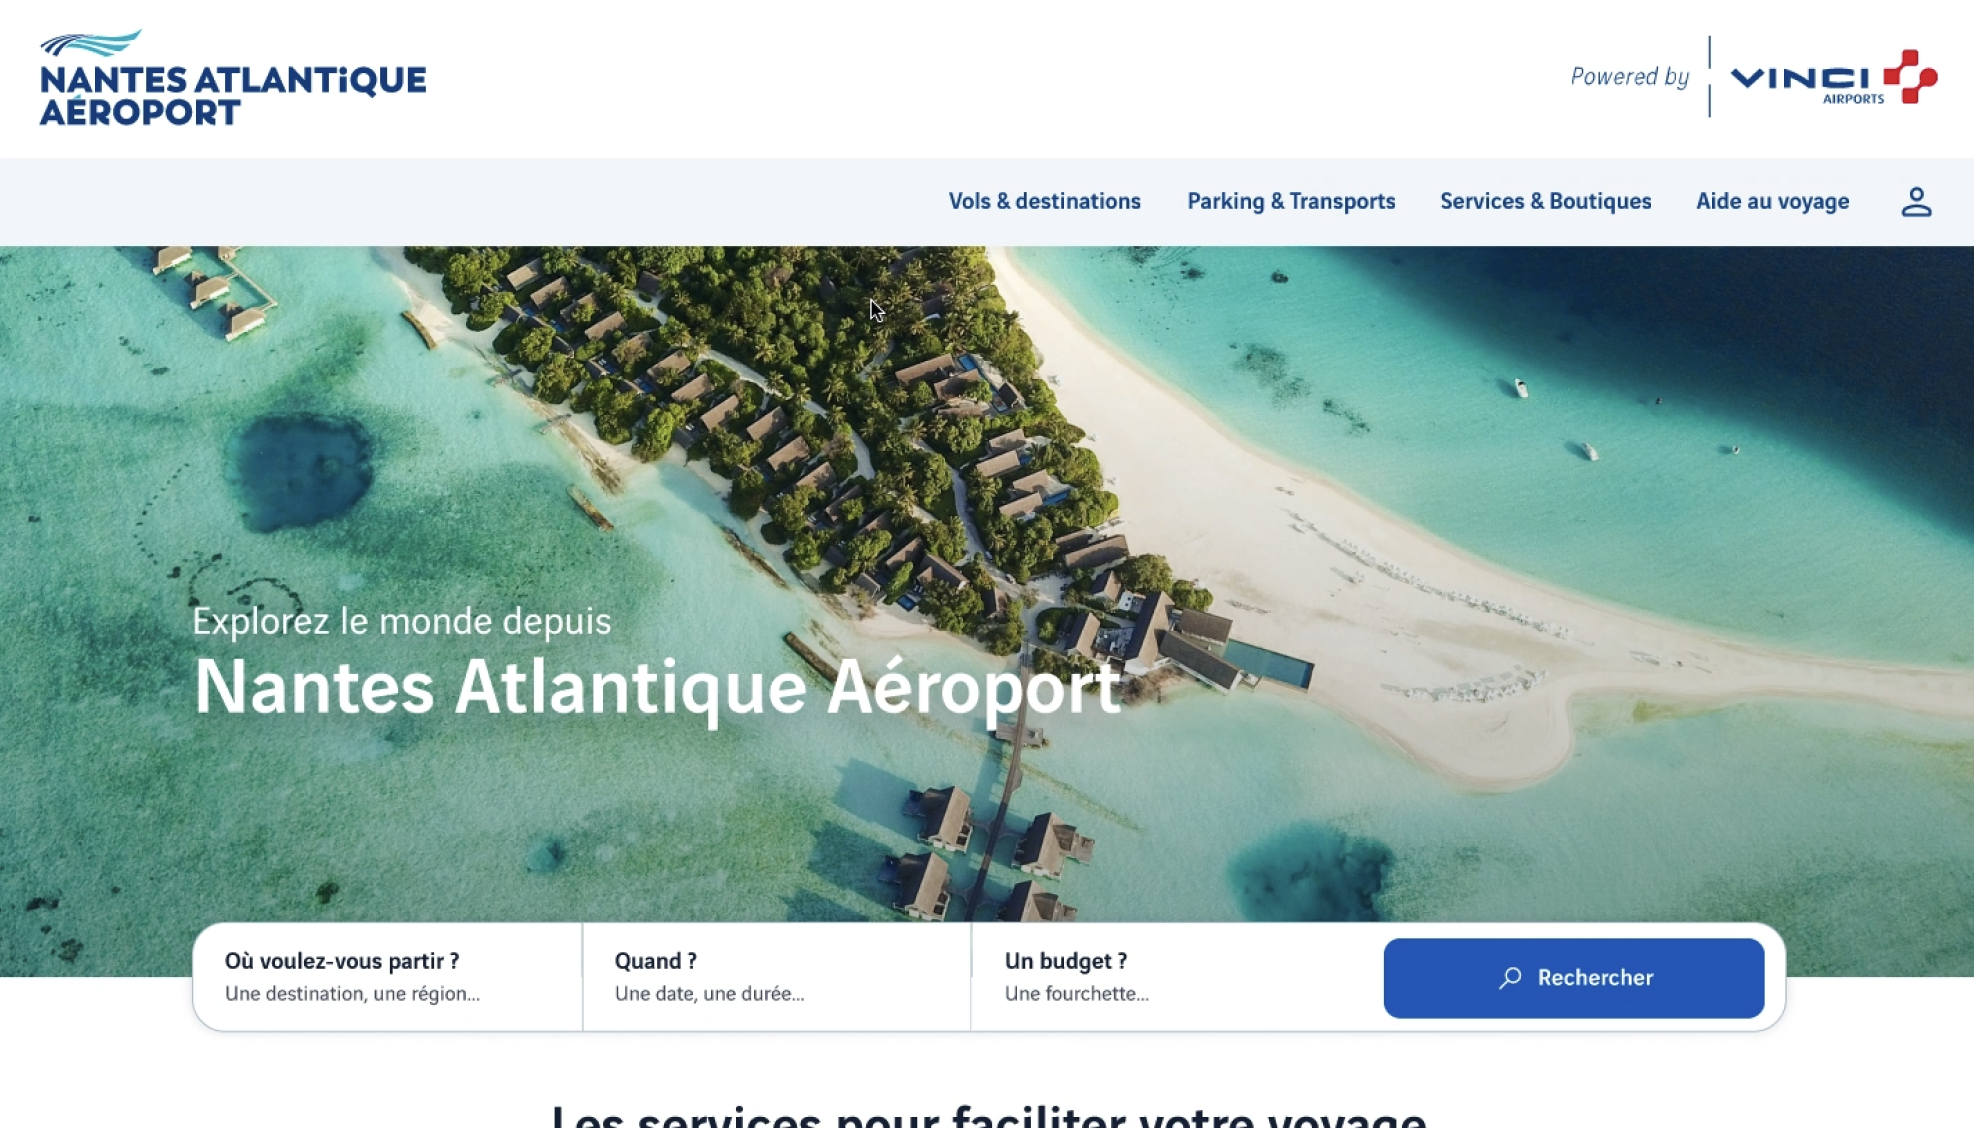 NANTES ATLANTiQUE
AÉROPORT
Powered by
VINCI
AIRPORTS
Vols & destinations
Parking & Transports
Services & Boutiques
Aide au voyage
Explorez le monde depuis
Nantes Atlantique Aéroport
Où voulez-vous partir ?
Une destination, une région...
Quand ?
Une date, une durée...
Un budget ?
Une fourchette...
Rechercher
Les services pour faciliter votre voyage